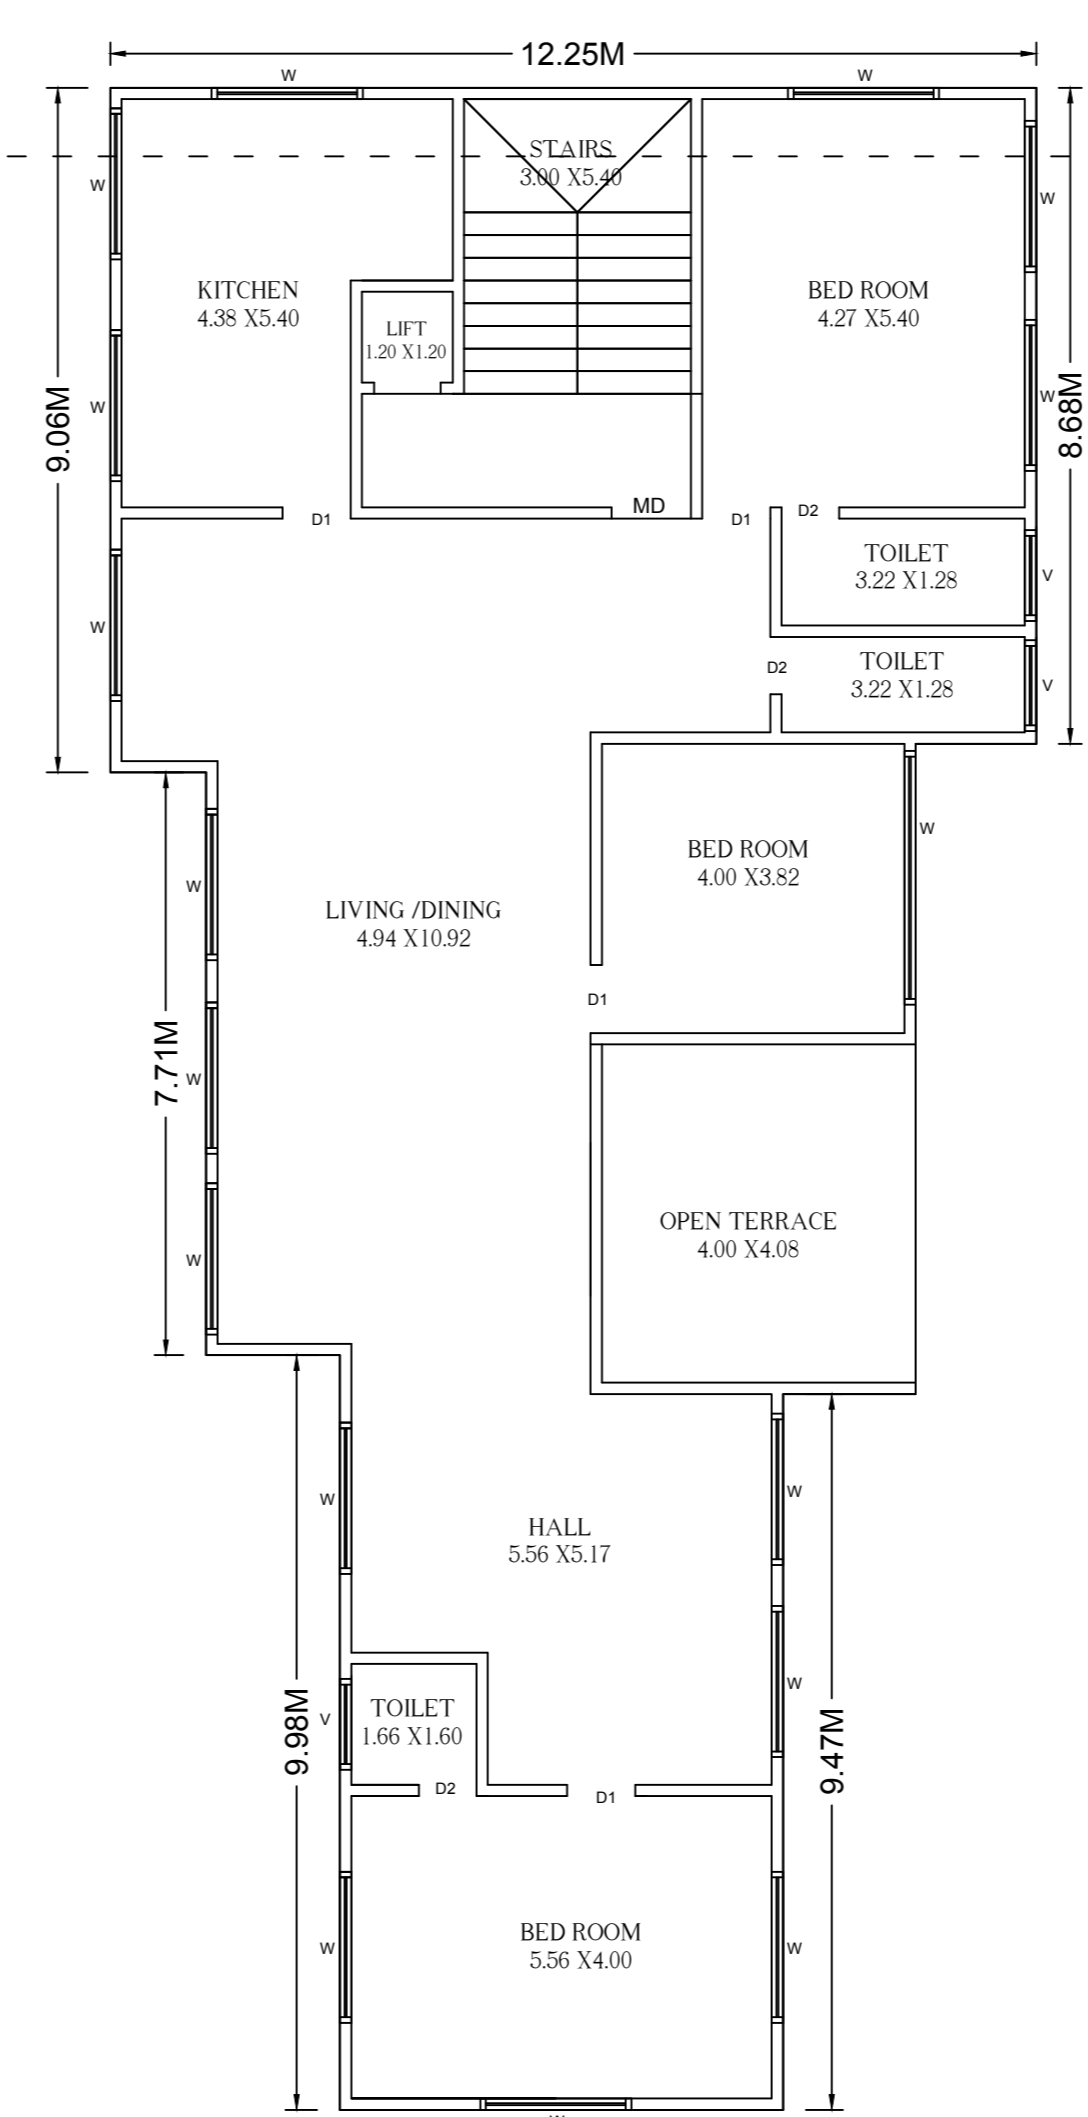 12.25M
W
W
STAIRS
3.00 X5.40
W
W
KITCHEN
4.38 X5.40
BED ROOM
4.27 X5.40
LIFT
1.20 X1.20
W
W
9.06M
8.68M
MD
D1
D1
D2
TOILET
3.22 X1.28
V
W
TOILET
3.22 X1.28
D2
V
W
BED ROOM
4.00 X3.82
W
LIVING /DINING
4.94 X10.92
D1
7.71M
W
OPEN TERRACE
4.00 X4.08
W
W
W
HALL
5.56 X5.17
W
TOILET
1.66 X1.60
V
9.98M
9.47M
D2
D1
BED ROOM
5.56 X4.00
W
W
W